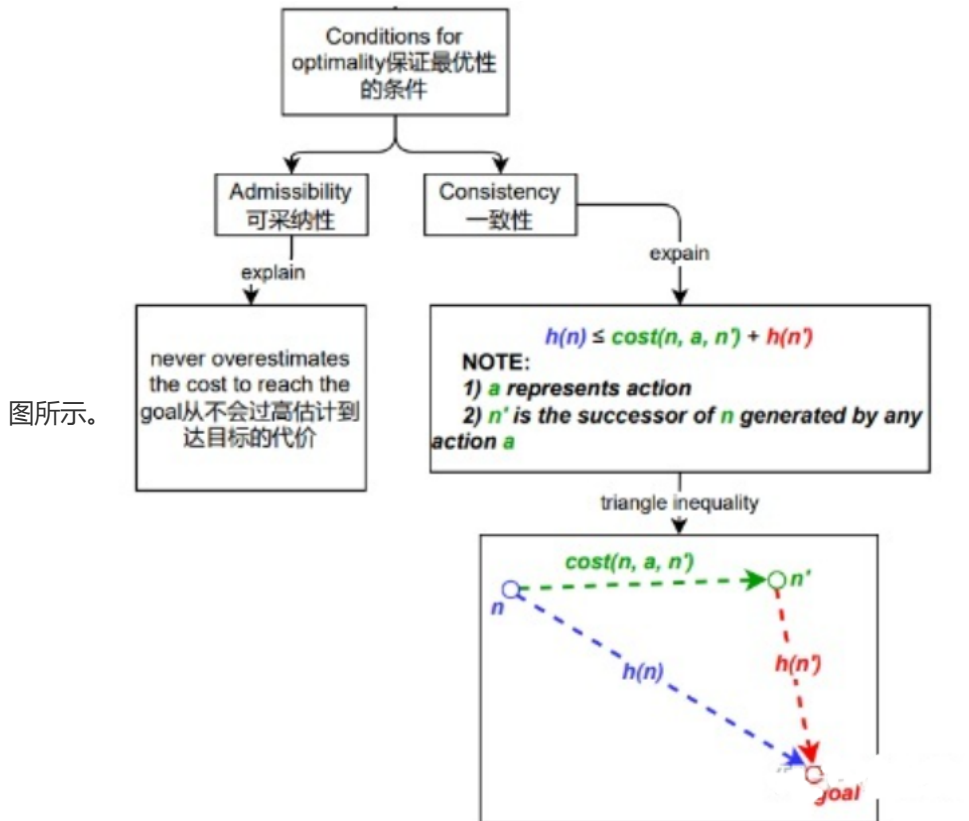 Conditions for
optimality保证最优性
的条件
Admissibility
可采纳性
Consistency
一致性
explain
expain
never overestimates
the cost to reach the
goal从不会过高估计到
达目标的代价
h(n) ≤ cost(n, a, n') + h(n')
NOTE:
1) a represents action
2) n' is the successor of n generated by any
action a
图所示。
triangle inequality
cost(n, a, n')
n'
n
h(n)
h(n')
goal